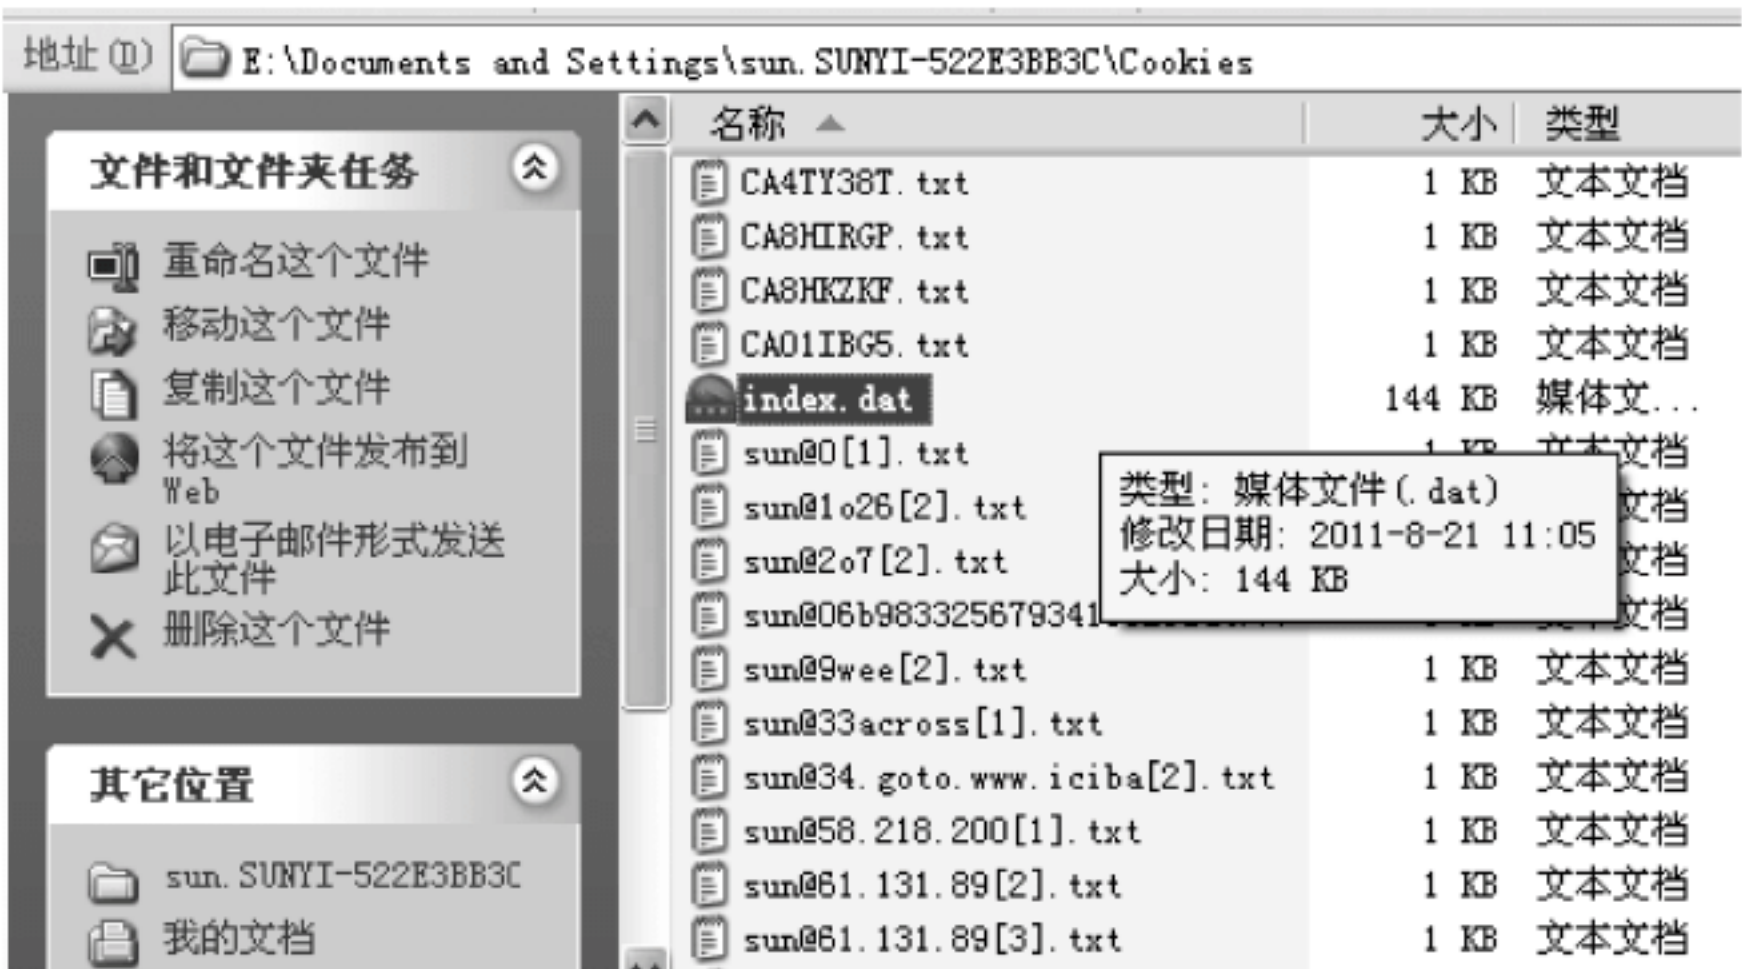 地址(D) E:\Documents and Settings\sun.SUNYI-522E3BB3C\Cookies
文件和文件夹任务
重命名这个文件
移动这个文件
复制这个文件
将这个文件发布到
Web
以电子邮件形式发送
此文件
删除这个文件
其它位置
sun.SUNYI-522E3BB3C
我的文档
名称 大小 类型
CA4TY38T.txt 1 KB 文本文档
CA8HIRGP.txt 1 KB 文本文档
CA8HKZKF.txt 1 KB 文本文档
CAO1IBG5.txt 1 KB 文本文档
index.dat 144 KB 媒体文...
sun@0[1].txt 1 KB 文本文档
sun@1o26[2].txt 文档
sun@2o7[2].txt 文档
sun@06b98332567934 文档
sun@9wee[2].txt 1 KB 文本文档
sun@33across[1].txt 1 KB 文本文档
sun@34.goto.www.iciba[2].txt 1 KB 文本文档
sun@58.218.200[1].txt 1 KB 文本文档
sun@61.131.89[2].txt 1 KB 文本文档
sun@61.131.89[3].txt 1 KB 文本文档
类型: 媒体文件(.dat)
修改日期: 2011-8-21 11:05
大小: 144 KB